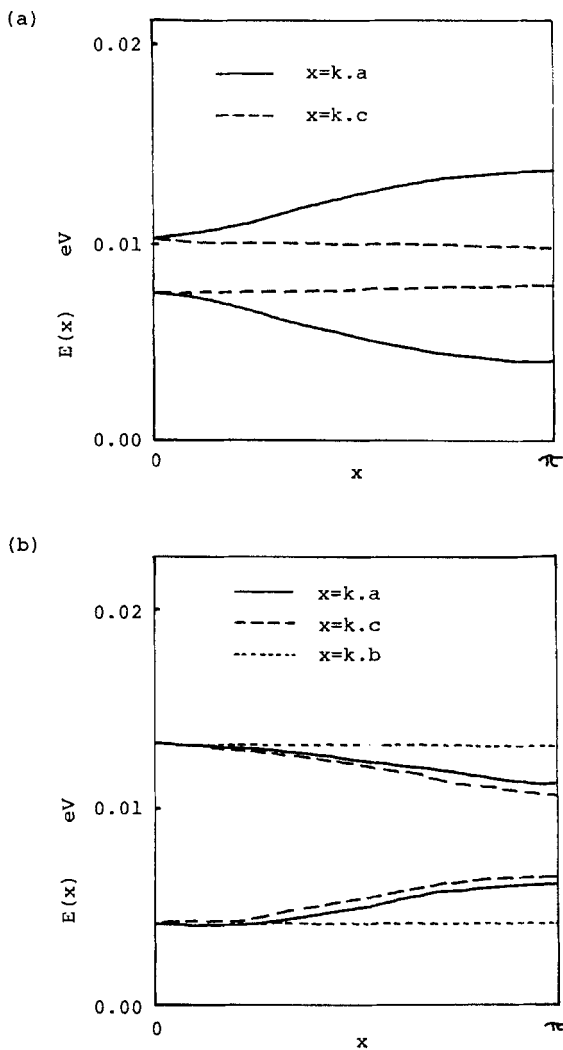 (a)
0.02
x=k.a
x=k.c
E(x) eV
0.01
0.00
0
x
π
(b)
0.02
x=k.a
x=k.c
x=k.b
E(x) eV
0.01
0.00
0
x
π